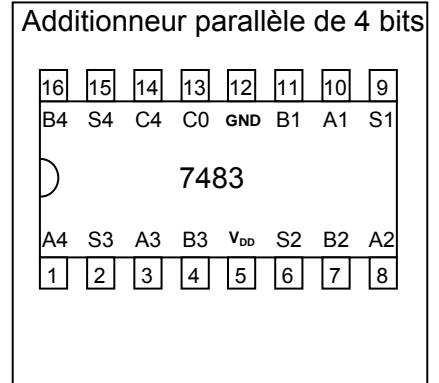 Additionneur parallèle de 4 bits
16 15 14 13 12 11 10 9
B4 S4 C4 C0 GND B1 A1 S1
7483
A4 S3 A3 B3 VDD S2 B2 A2
1 2 3 4 5 6 7 8